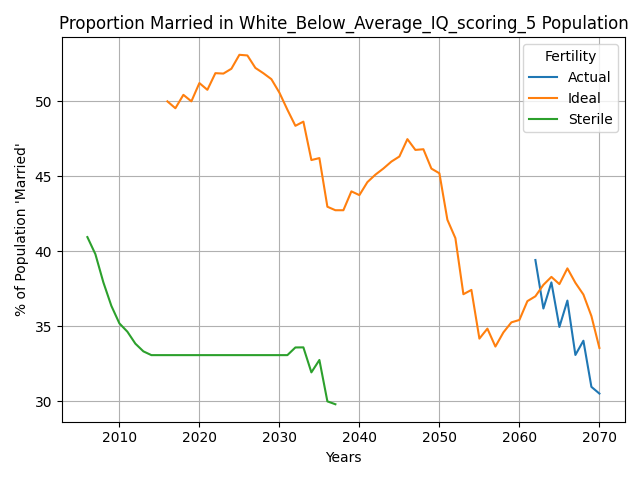 Proportion Married in White_Below_Average_IQ_scoring_5 Population
% of Population 'Married'
50
45
40
35
30
Fertility
Actual
Ideal
Sterile
2010 2020 2030 2040 2050 2060 2070
Years